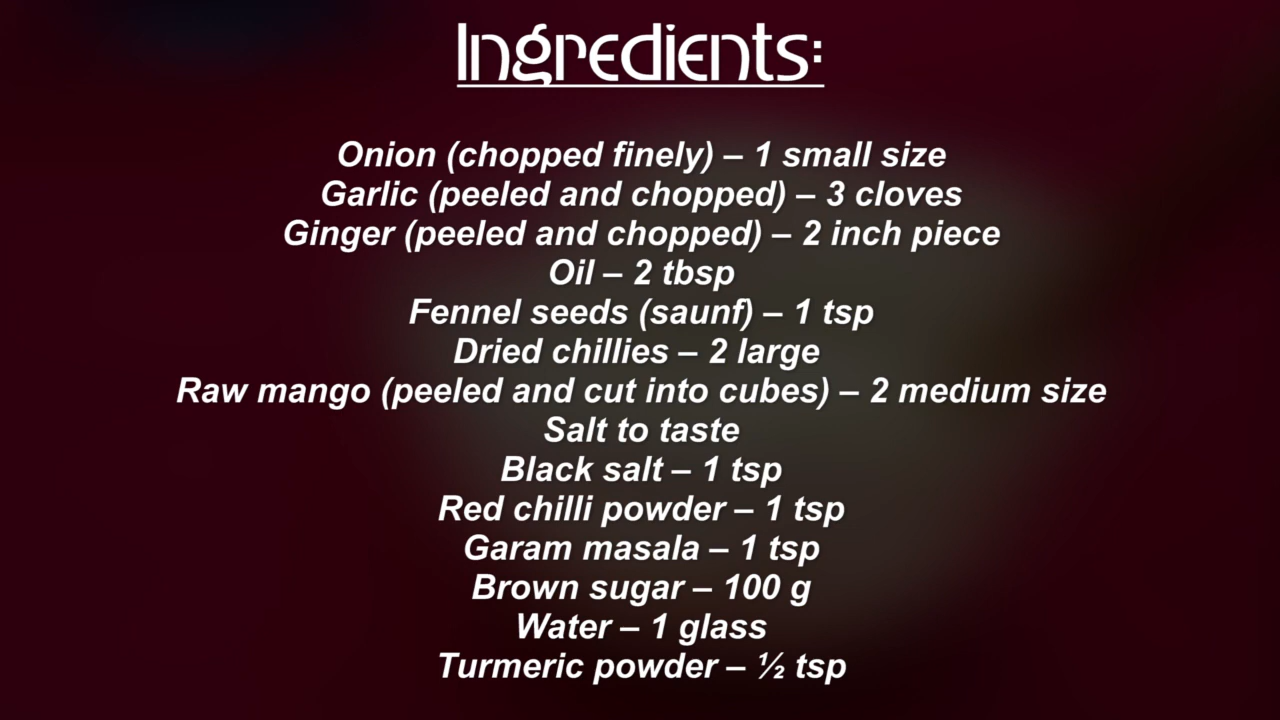 Ingredients:
Onion (chopped finely) – 1 small size
Garlic (peeled and chopped) – 3 cloves
Ginger (peeled and chopped) – 2 inch piece
Oil – 2 tbsp
Fennel seeds (saunf) – 1 tsp
Dried chillies – 2 large
Raw mango (peeled and cut into cubes) – 2 medium size
Salt to taste
Black salt – 1 tsp
Red chilli powder – 1 tsp
Garam masala – 1 tsp
Brown sugar – 100 g
Water – 1 glass
Turmeric powder – ½ tsp